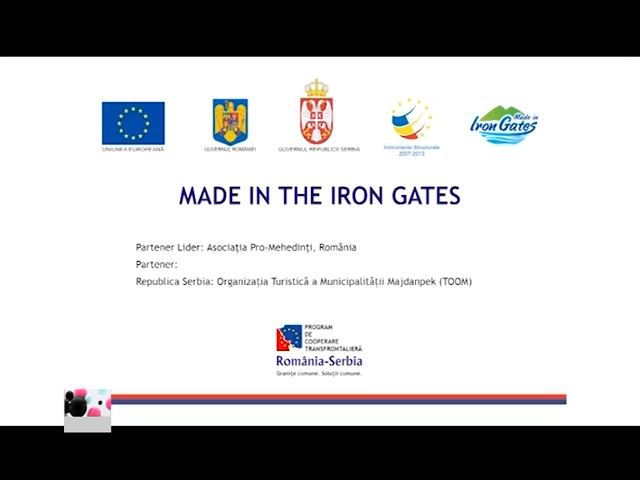 UNIUNEA EUROPEANĂ
GUVERNUL ROMÂNIEI
GUVERNUL REPUBLICII SERBIA
Instrumente Structurale
2007-2013
Made in
Iron Gates
MADE IN THE IRON GATES
Partener Lider: Asociația Pro-Mehedinți, România
Partener:
Republica Serbia: Organizația Turistică a Municipalității Majdanpek (TOOM)
PROGRAM
DE
COOPERARE
TRANSFRONTALIERĂ
România-Serbia
Granițe comune. Soluții comune.